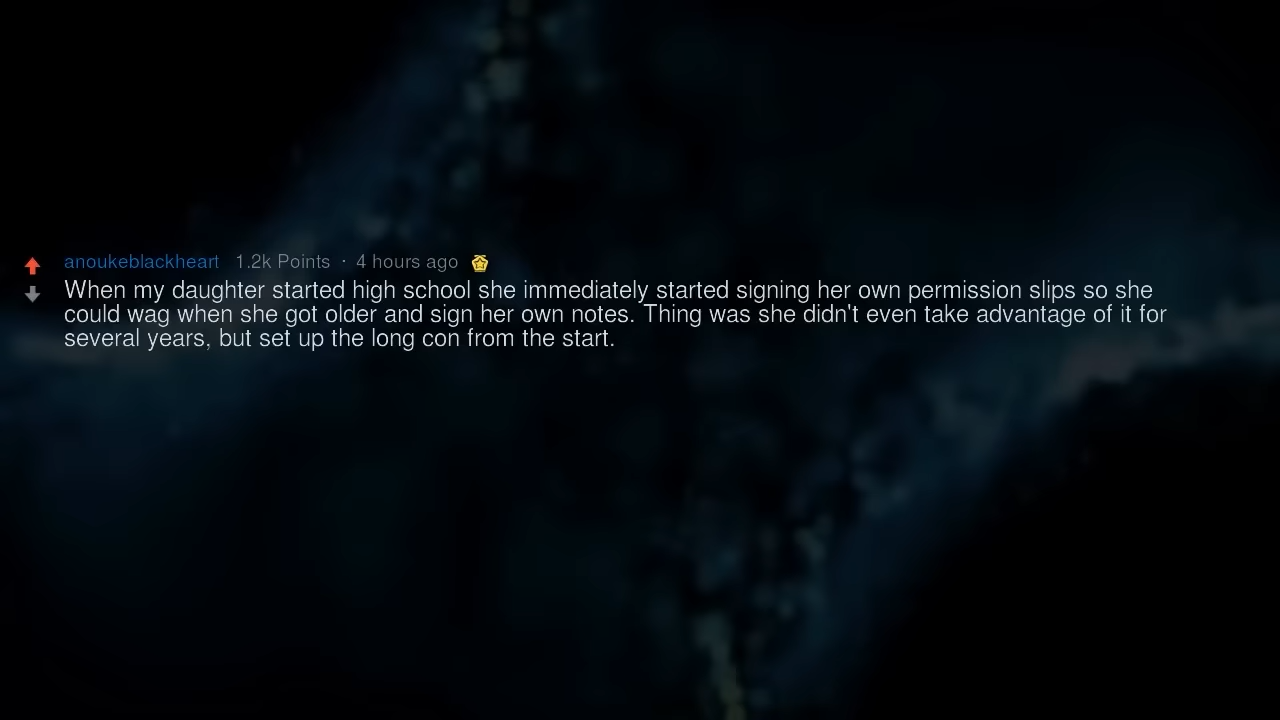 anoukeblackheart 1.2k Points · 4 hours ago
When my daughter started high school she immediately started signing her own permission slips so she
could wag when she got older and sign her own notes. Thing was she didn't even take advantage of it for
several years, but set up the long con from the start.